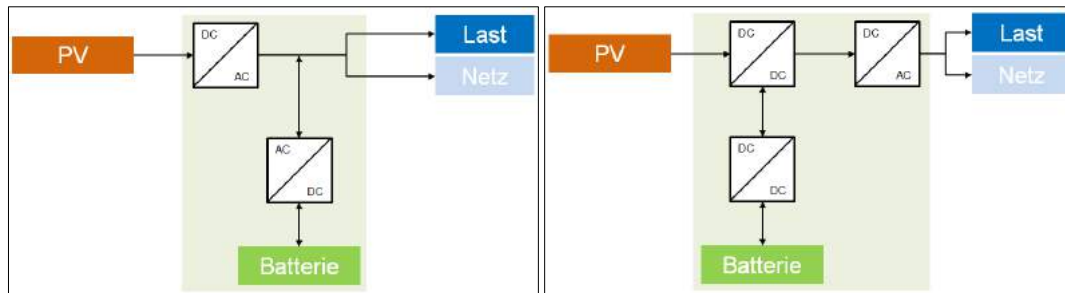 DC
AC
PV
Last
Netz
AC
DC
Batterie
DC
DC
DC
AC
PV
Last
Netz
DC
DC
Batterie